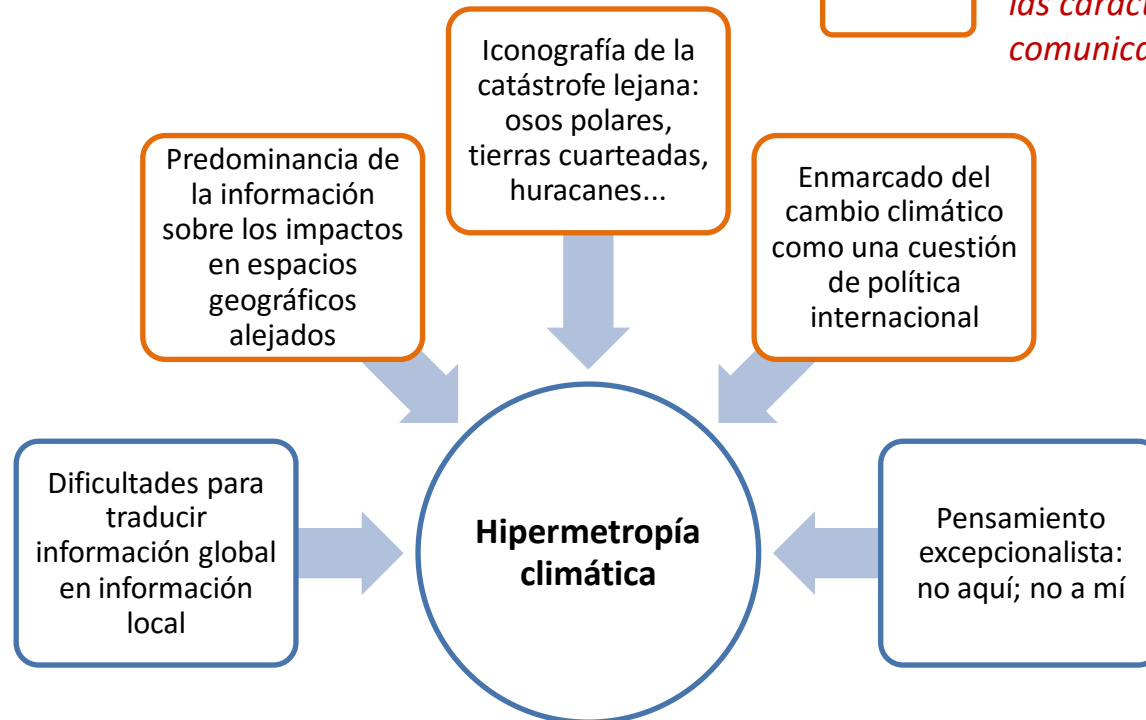 las caract
comunica
Iconografía de la
catástrofe lejana:
osos polares,
tierras cuarteadas,
huracanes...
Predominancia de
la información
sobre los impactos
en espacios
geográficos
alejados
Enmarcado del
cambio climático
como una cuestión
de política
internacional
Dificultades para
traducir
información global
en información
local
Hipermetropía
climática
Pensamiento
excepcionalista:
no aquí; no a mí